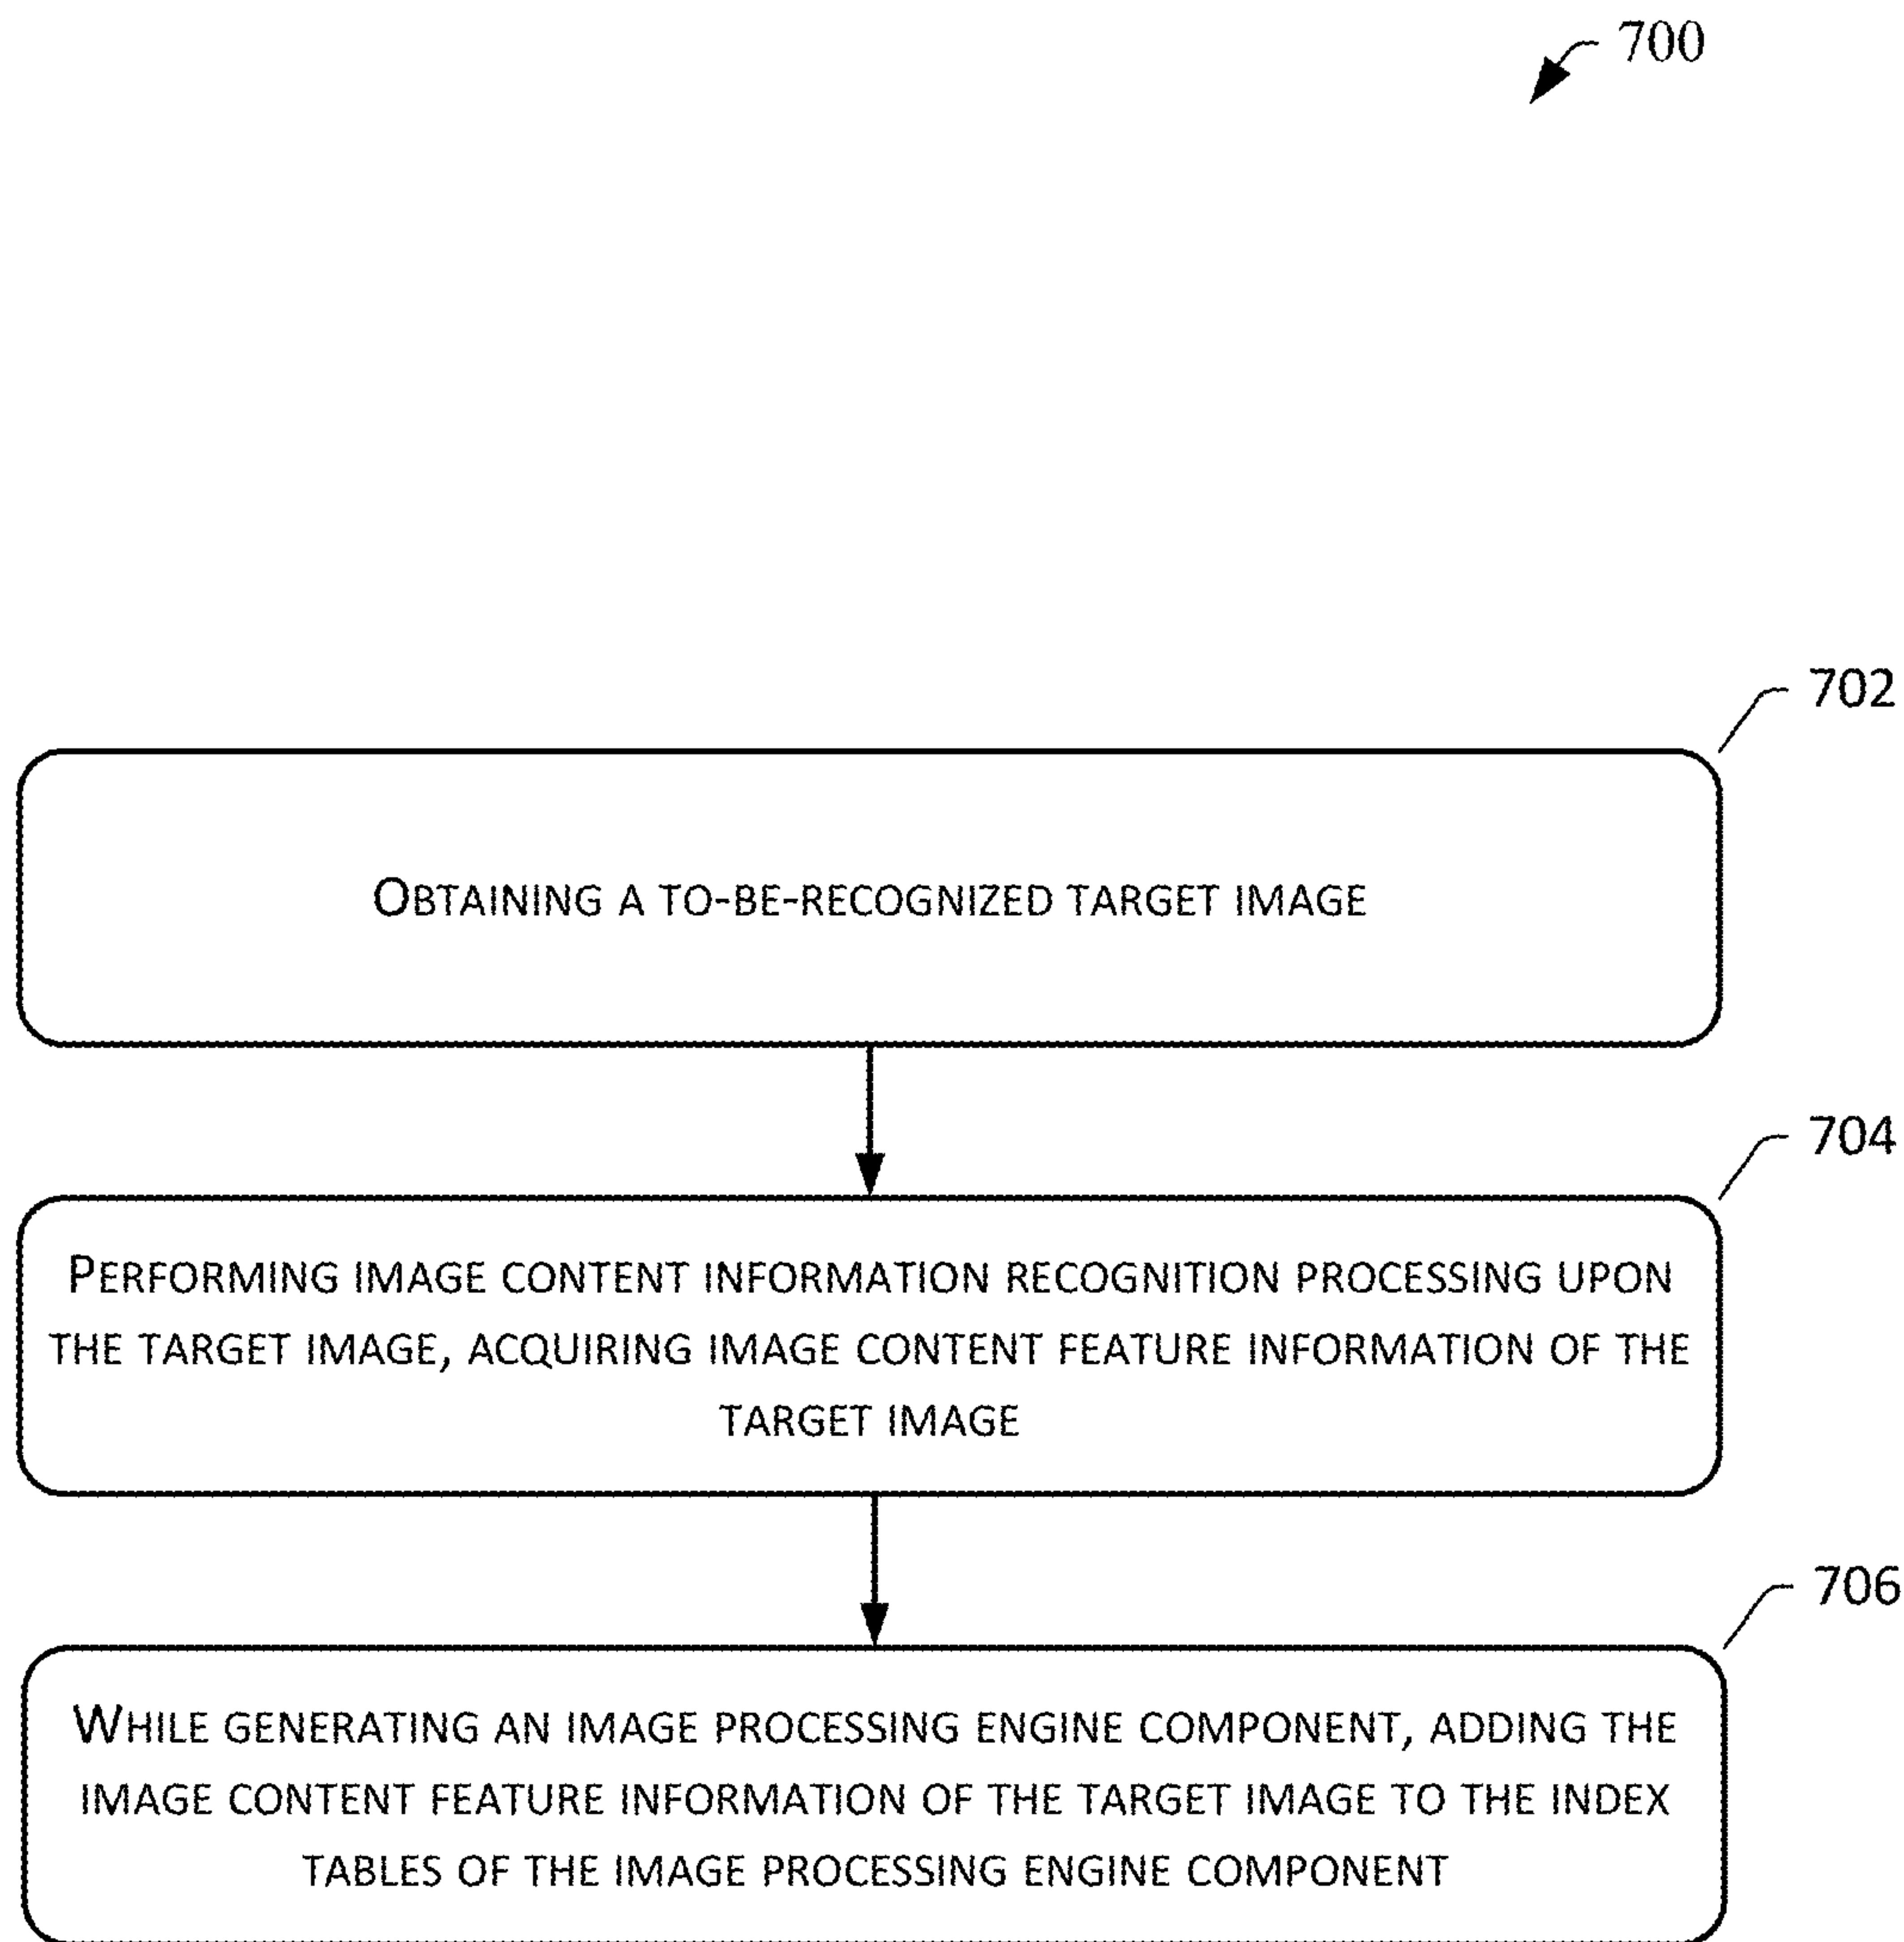 700
702
OBTAINING A TO-BE-RECOGNIZED TARGET IMAGE
704
PERFORMING IMAGE CONTENT INFORMATION RECOGNITION PROCESSING UPON
THE TARGET IMAGE, ACQUIRING IMAGE CONTENT FEATURE INFORMATION OF THE
TARGET IMAGE
706
WHILE GENERATING AN IMAGE PROCESSING ENGINE COMPONENT, ADDING THE
IMAGE CONTENT FEATURE INFORMATION OF THE TARGET IMAGE TO THE INDEX
TABLES OF THE IMAGE PROCESSING ENGINE COMPONENT